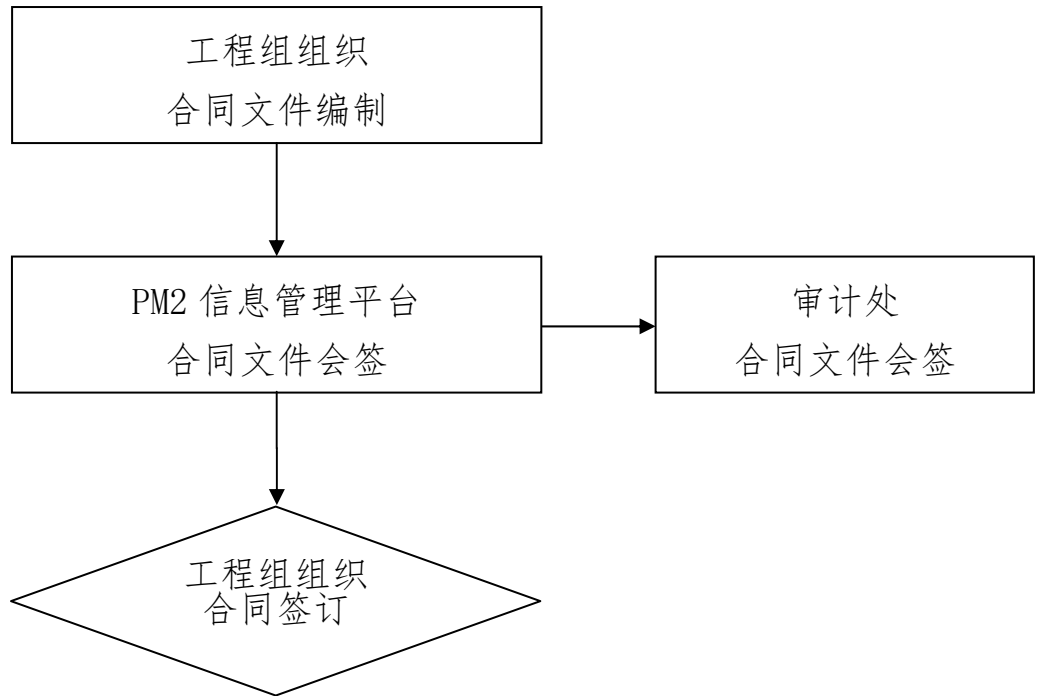 工程组组织
合同文件编制
PM2 信息管理平台
合同文件会签
审计处
合同文件会签
工程组组织
合同签订